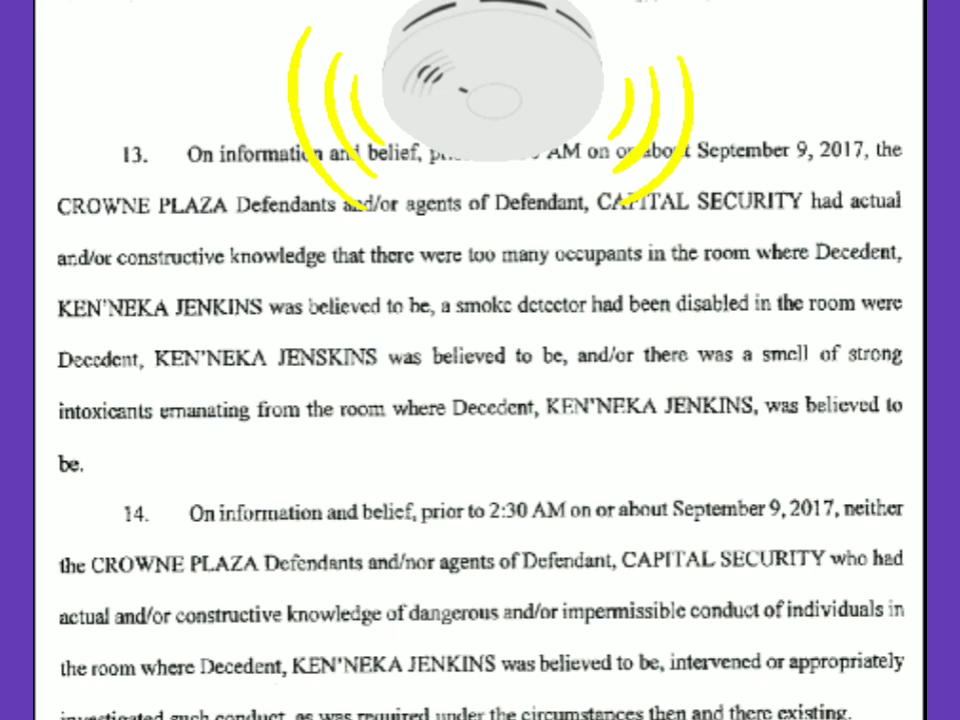 13. On information and belief, AM on or about September 9, 2017, the
CROWNE PLAZA Defendants and/or agents of Defendant, CAPITAL SECURITY had actual
and/or constructive knowledge that there were too many occupants in the room where Decedent,
KEN'NEKA JENKINS was believed to be, a smoke detector had been disabled in the room were
Decedent, KEN'NEKA JENSKINS was believed to be, and/or there was a smell of strong
intoxicants emanating from the room where Decedent, KEN'NEKA JENKINS, was believed to
be.
14. On information and belief, prior to 2:30 AM on or about September 9, 2017, neither
the CROWNE PLAZA Defendants and/nor agents of Defendant, CAPITAL SECURITY who had
actual and/or constructive knowledge of dangerous and/or impermissible conduct of individuals in
the room where Decedent, KEN'NEKA JENKINS was believed to be, intervened or appropriately
investigated such conduct, as was required under the circumstances then and there existing.